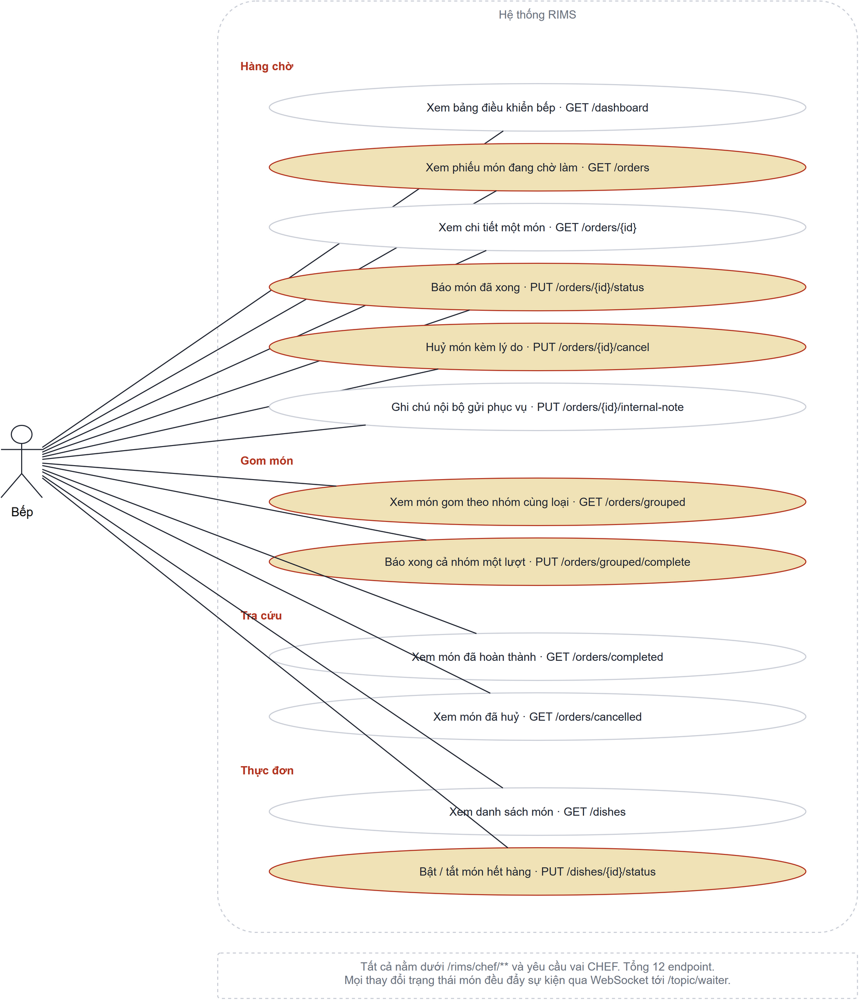 Hệ thống RIMS
Hàng chờ
Xem bảng điều khiển bếp · GET /dashboard
Xem phiếu món đang chờ làm · GET /orders
Xem chi tiết một món · GET /orders/{id}
Báo món đã xong · PUT /orders/{id}/status
Huỷ món kèm lý do · PUT /orders/{id}/cancel
Ghi chú nội bộ gửi phục vụ · PUT /orders/{id}/internal-note
Gom món
Xem món gom theo nhóm cùng loại · GET /orders/grouped
Bếp
Báo xong cả nhóm một lượt · PUT /orders/grouped/complete
Tra cứu
Xem món đã hoàn thành · GET /orders/completed
Xem món đã huỷ · GET /orders/cancelled
Thực đơn
Xem danh sách món · GET /dishes
Bật / tắt món hết hàng · PUT /dishes/{id}/status
Tất cả nằm dưới /rims/chef/** và yêu cầu vai CHEF. Tổng 12 endpoint.
Mọi thay đổi trạng thái món đều đẩy sự kiện qua WebSocket tới /topic/waiter.